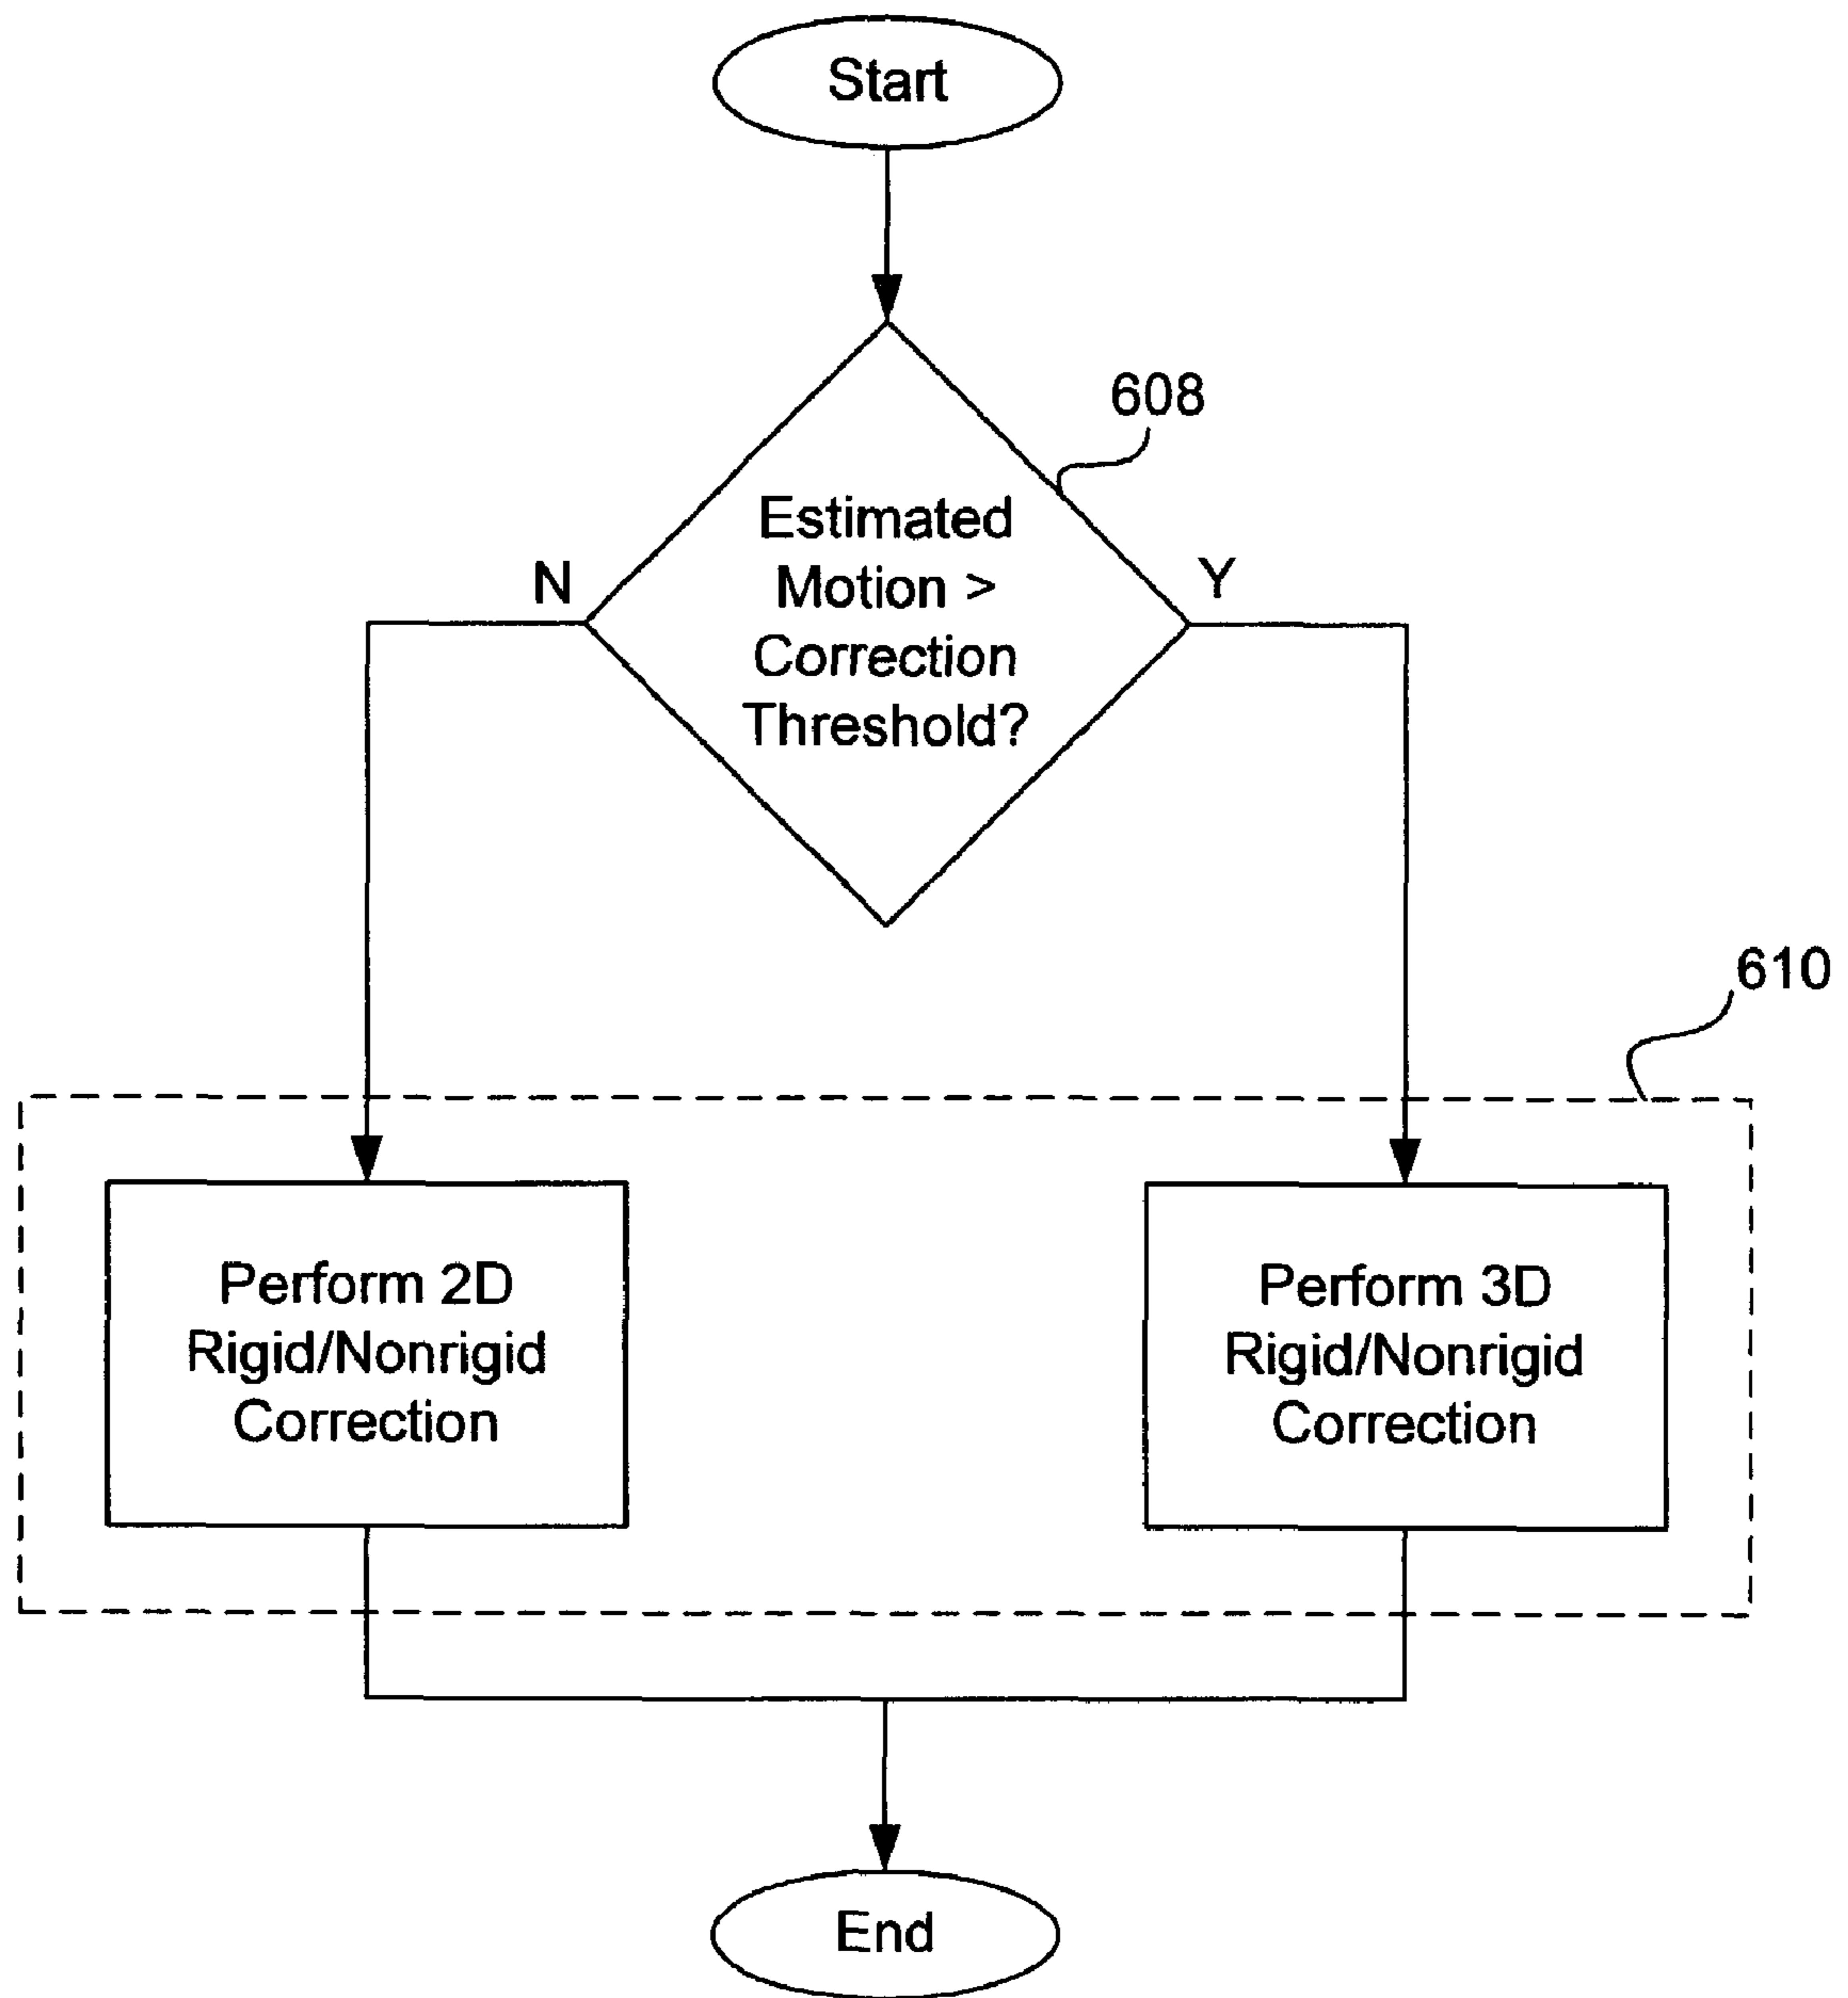 Start
608
Estimated
Motion >
Correction
Threshold?
N
Y
610
Perform 2D
Rigid/Nonrigid
Correction
Perform 3D
Rigid/Nonrigid
Correction
End